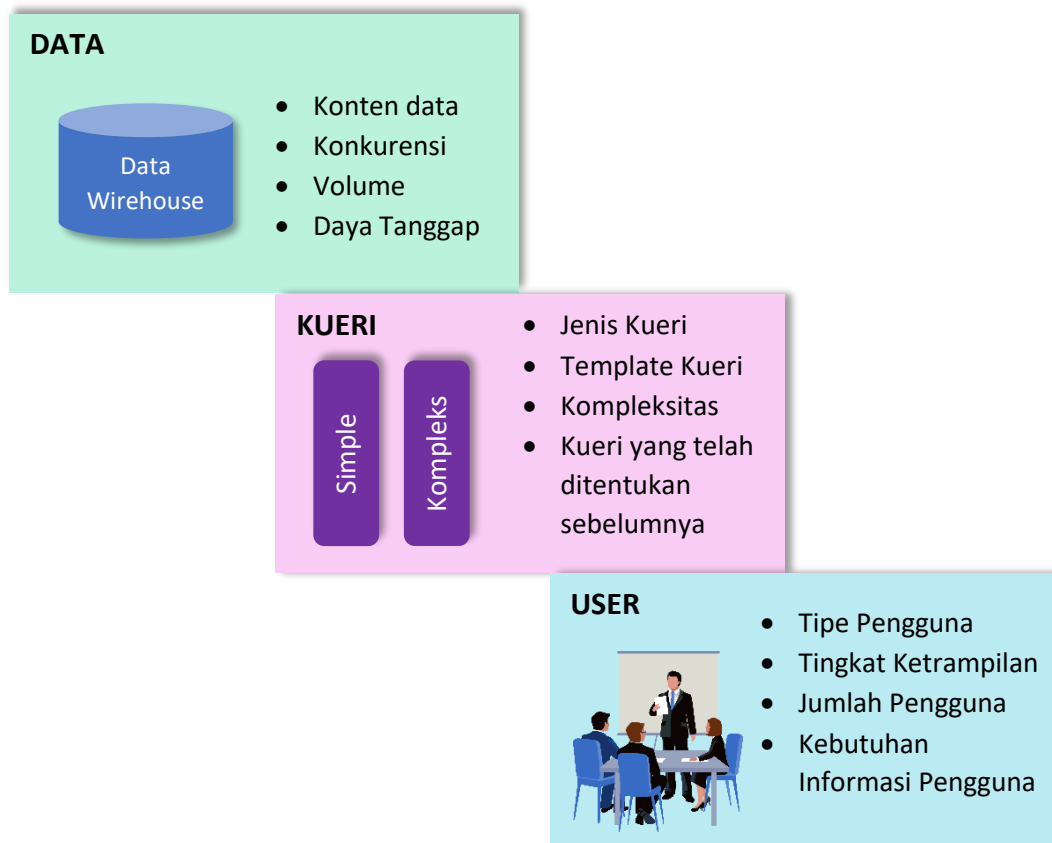 DATA
Data
Wirehouse
• Konten data
• Konkurensi
• Volume
• Daya Tanggap
KUERI
Simple
Kompleks
• Jenis Kueri
• Template Kueri
• Kompleksitas
• Kueri yang telah
ditentukan
sebelumnya
USER
• Tipe Pengguna
• Tingkat Ketrampilan
• Jumlah Pengguna
• Kebutuhan
Informasi Pengguna